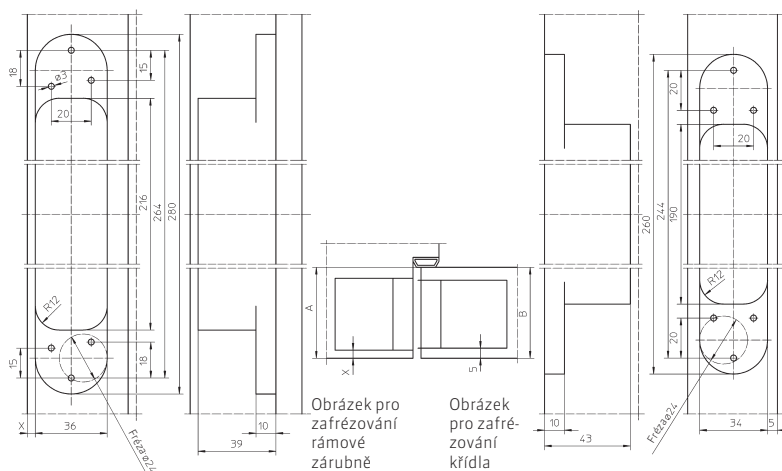 18
ø3
15
20
216
264
280
R12
15
18
X
36
Fréza ø24
10
39
A
X
B
5
Obrázek pro
zafrézování
rámové
zárubně
Obrázek
pro zafré-
zování
křídla
10
43
20
20
260
244
190
R12
20
Fréza ø24
34
5